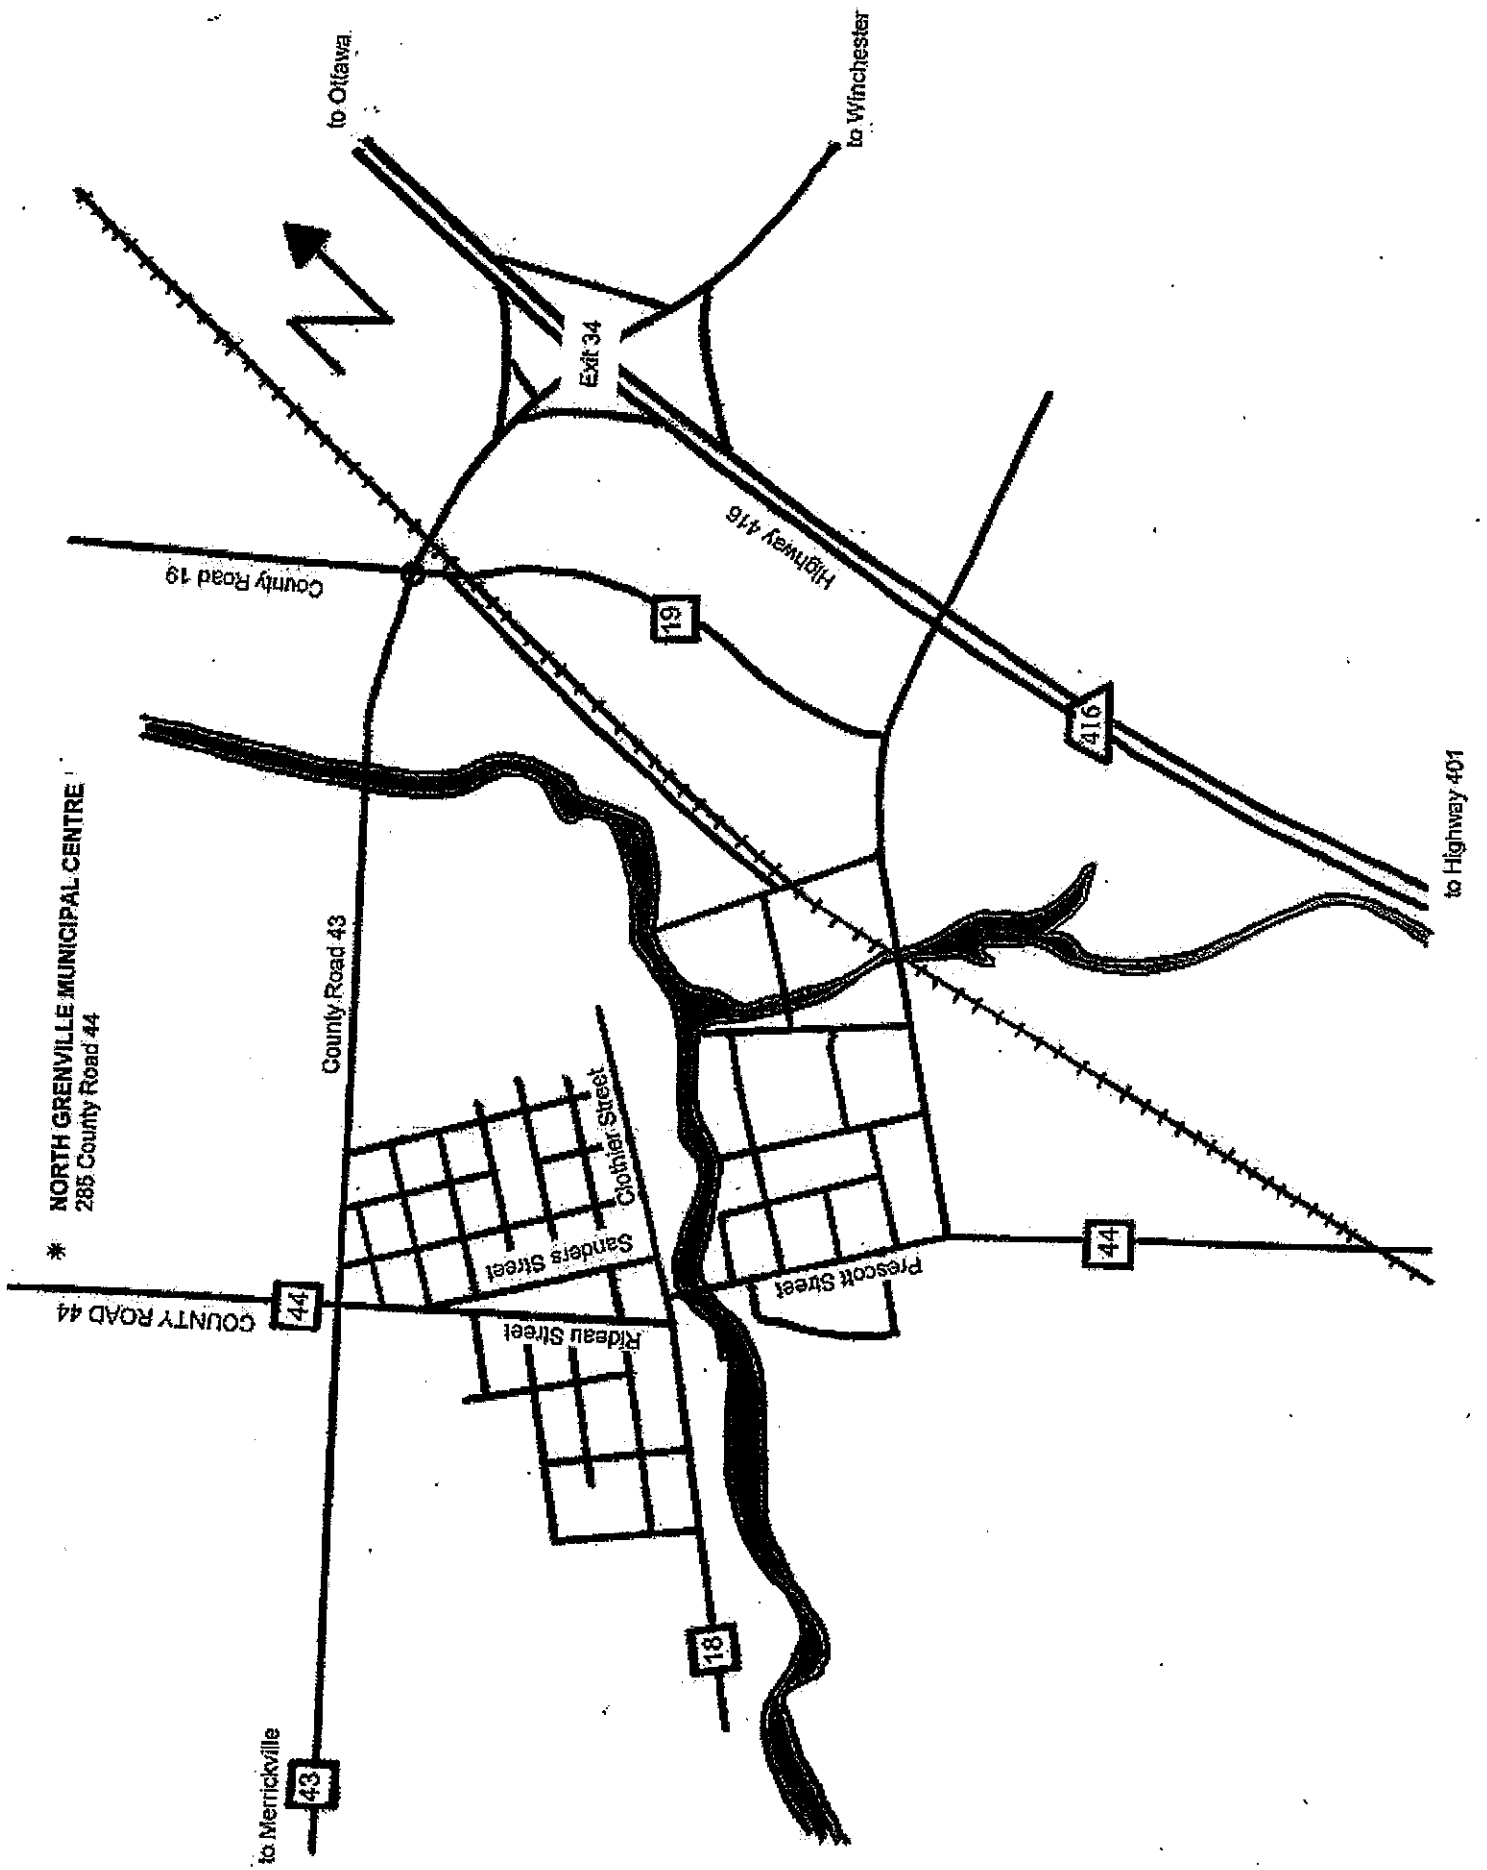 * NORTH GRENVILLE MUNICIPAL CENTRE
285 County Road 44
to Merrickville
43
COUNTY ROAD 44
44
County Road 43
County Road 19
to Ottawa
Exit 34
to Winchester
Rideau Street
Sanders Street
Clothier Street
18
19
Highway 416
Prescott Street
44
416
to Highway 401